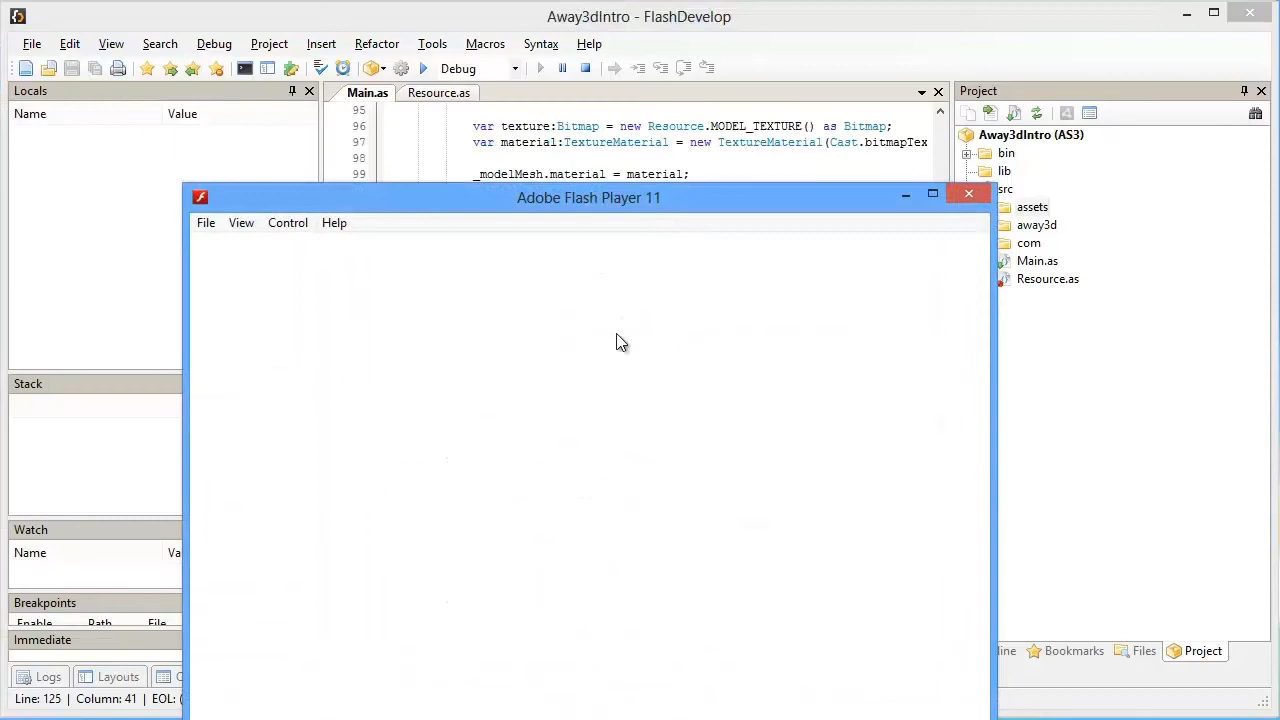 Away3dIntro - FlashDevelop
File Edit View Search Debug Project Insert Refactor Tools Macros Syntax Help
Debug
Locals
Name Value
Main.as Resource.as
95
96 var texture:Bitmap = new Resource.MODEL_TEXTURE() as Bitmap;
97 var material:TextureMaterial = new TextureMaterial(Cast.bitmapTex
98
99 _modelMesh.material = material;
Project
Away3dIntro (AS3)
bin
lib
src
assets
away3d
com
Main.as
Resource.as
Adobe Flash Player 11
File View Control Help
Stack
Watch
Name Va
Breakpoints
Enable Path File
Immediate
Logs Layouts
line Bookmarks Files Project
Line: 125 | Column: 41 | EOL: (